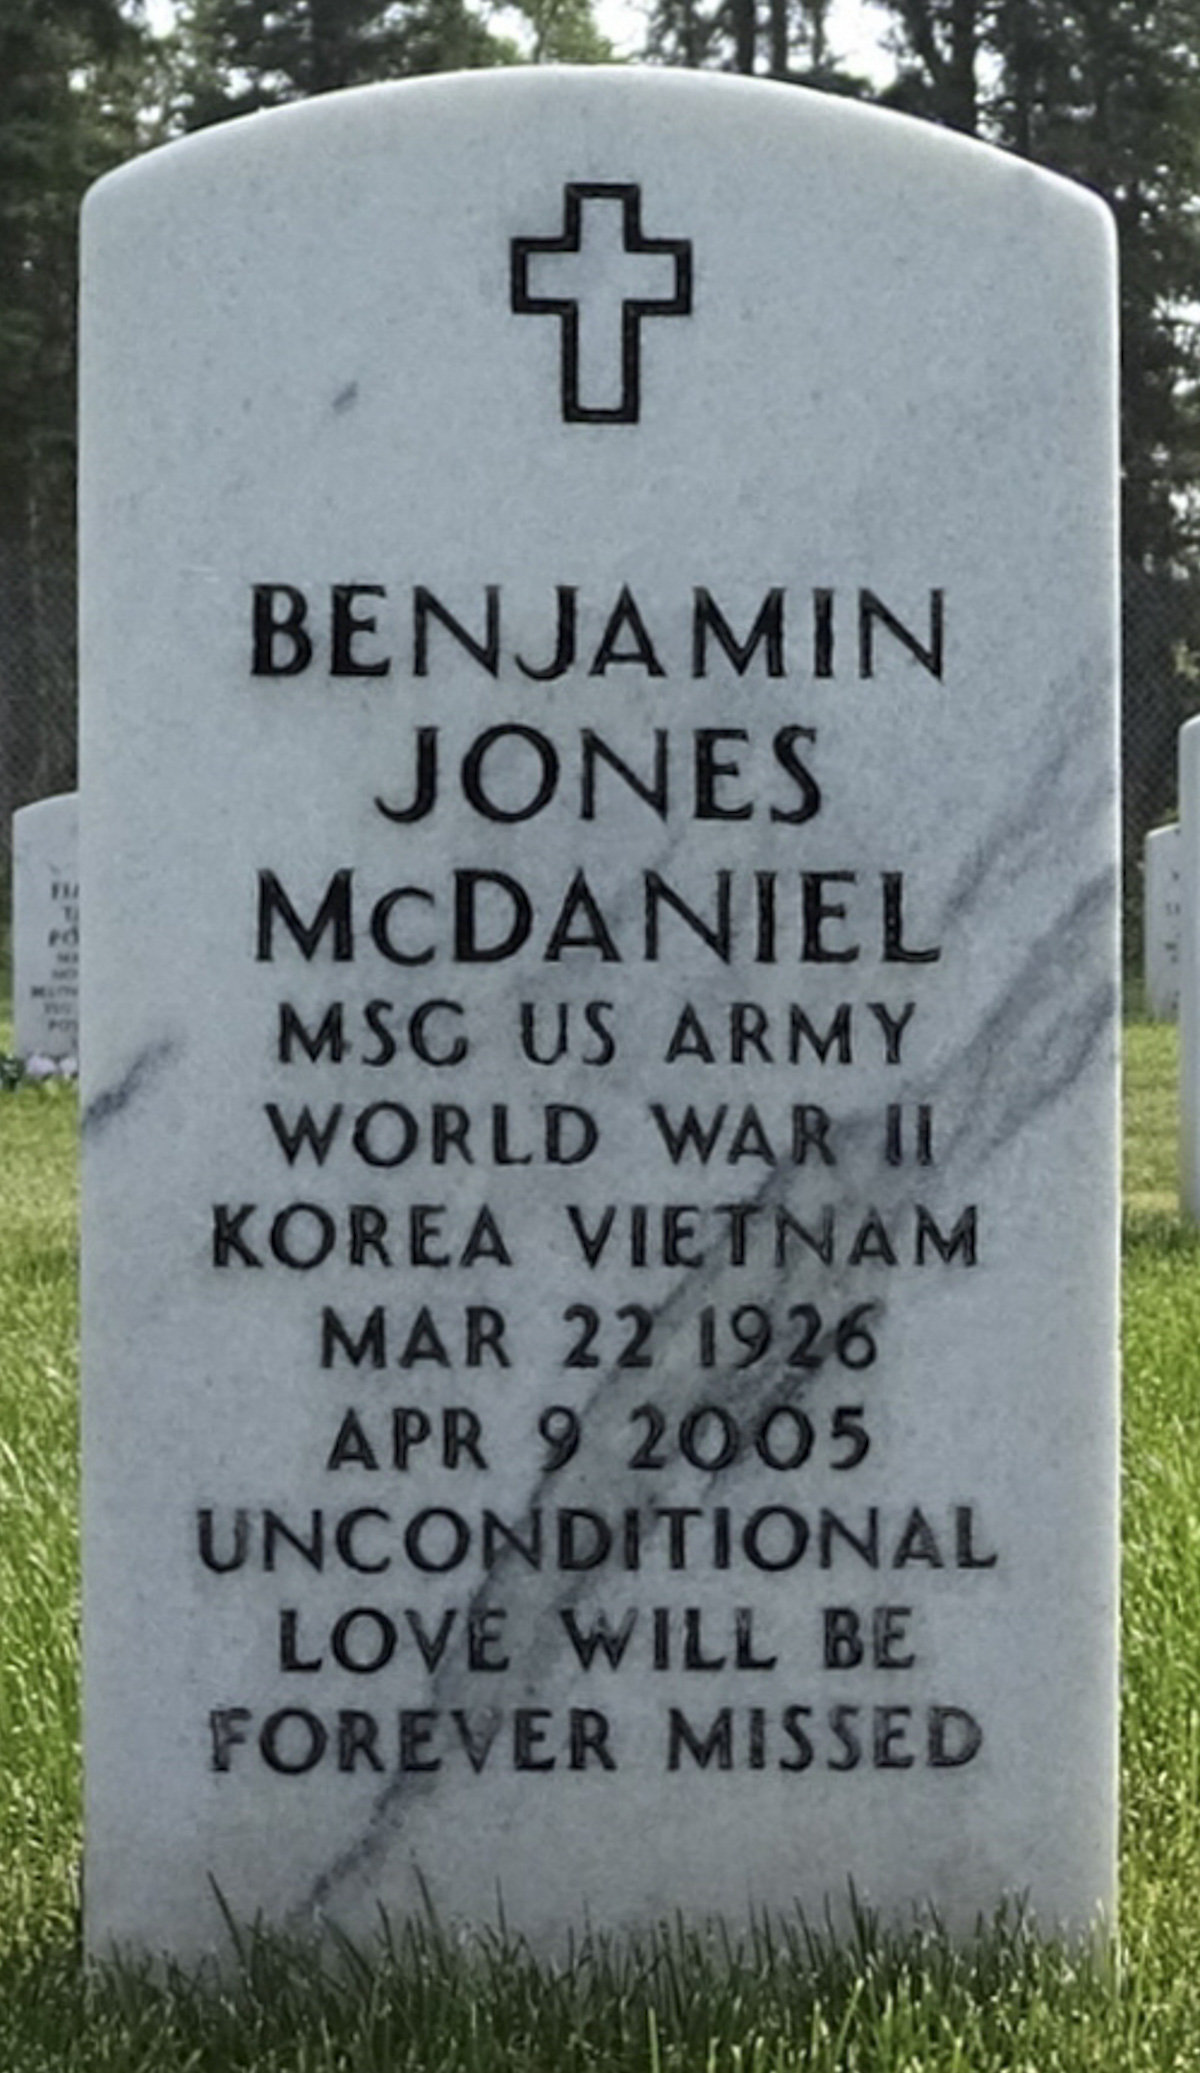 BENJAMIN
JONES
McDANIEL
MSG US ARMY
WORLD WAR II
KOREA VIETNAM
MAR 22 1926
APR 9 2005
UNCONDITIONAL
LOVE WILL BE
FOREVER MISSED